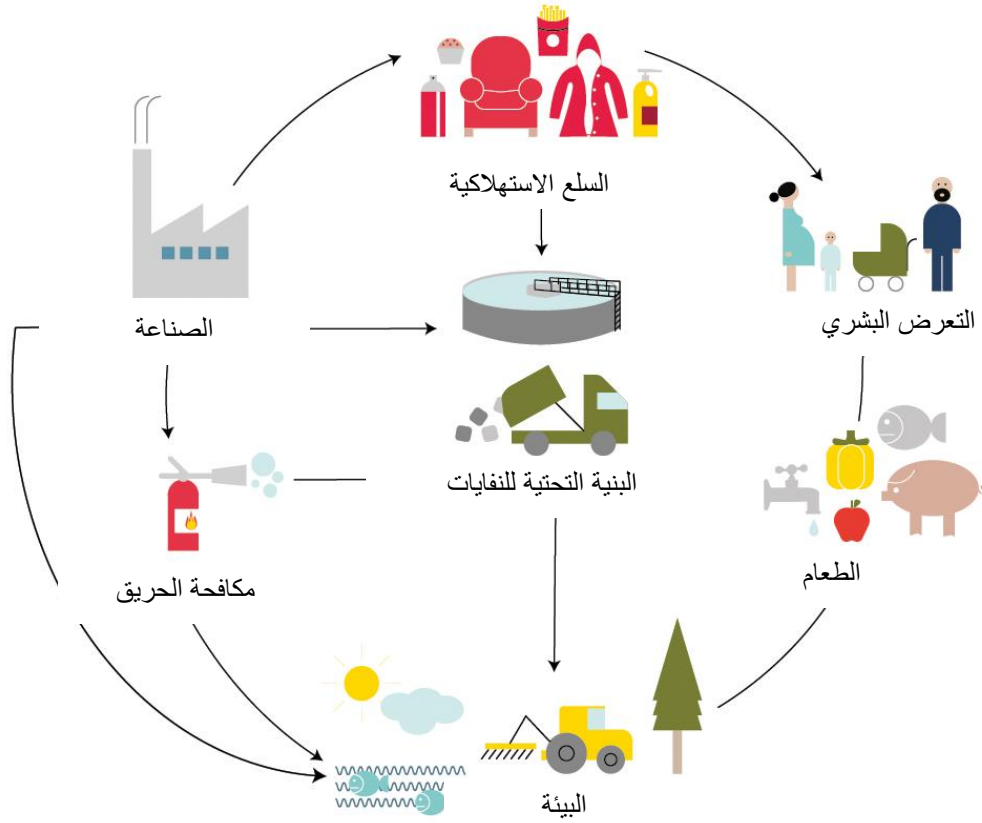 السلع الاستهلاكية
الصناعة
التعرض البشري
البنية التحتية للنفايات
مكافحة الحريق
الطعام
البيئة